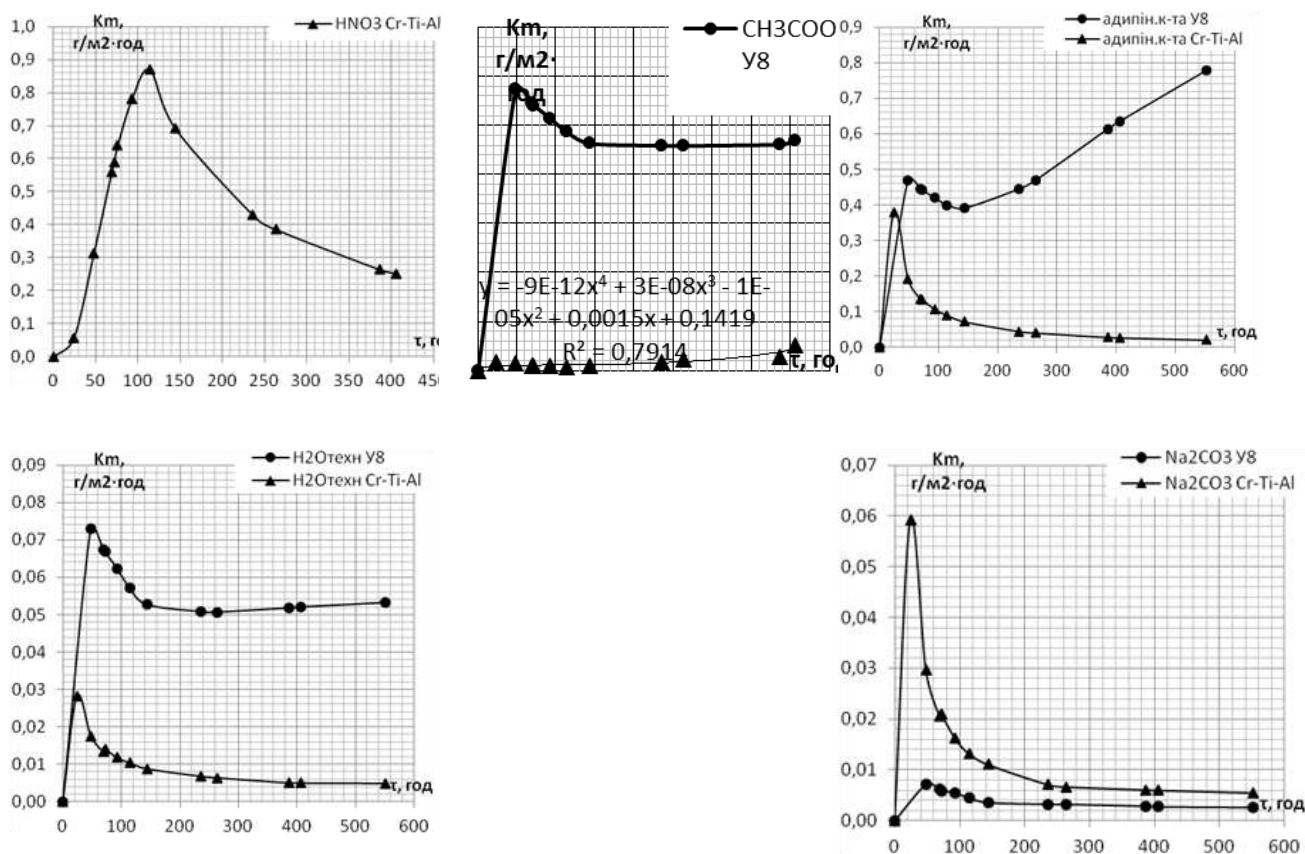 1,0
0,9
0,8
0,7
0,6
0,5
0,4
0,3
0,2
0,1
0,0
Km,
г/м2·год
HNO3 Cr-Ti-Al
τ, го
0 50 100 150 200 250 300 350 400 450
Km,
г/м2·
год
CH3COO
У8
y = -9E-12x⁴ + 3E-08x³ - 1E-
05x² + 0,0015x + 0,1419
R² = 0,7914
τ, год
0,9
0,8
0,7
0,6
0,5
0,4
0,3
0,2
0,1
0,0
Km,
г/м2·год
адипін.к-та У8
адипін.к-та Cr-Ti-Al
τ, год
0 100 200 300 400 500 600
0,09
0,08
0,07
0,06
0,05
0,04
0,03
0,02
0,01
0,00
Km,
г/м2·год
H2Oтехн У8
H2Oтехн Cr-Ti-Al
τ, год
0 100 200 300 400 500 600
0,07
0,06
0,05
0,04
0,03
0,02
0,01
0,00
Km,
г/м2·год
Na2CO3 У8
Na2CO3 Cr-Ti-Al
τ, год
0 100 200 300 400 500 600